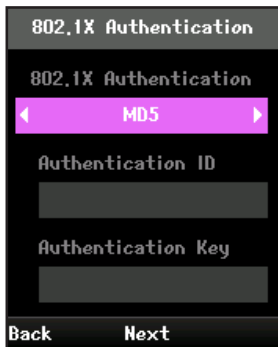 802.1X Authentication
802.1X Authentication
MD5
Authentication ID
Authentication Key
Back Next